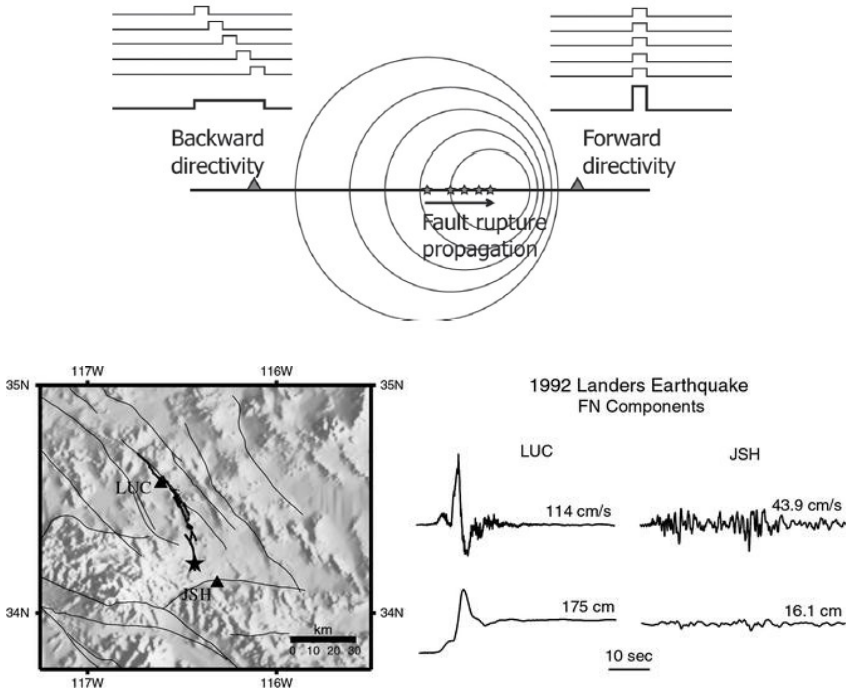 Backward
directivity
Forward
directivity
Fault rupture
propagation
117W
116W
35N
35N
LUC
JSH
34N
34N
km
0 10 20 30
117W
116W
1992 Landers Earthquake
FN Components
LUC
JSH
114 cm/s
43.9 cm/s
175 cm
16.1 cm
10 sec